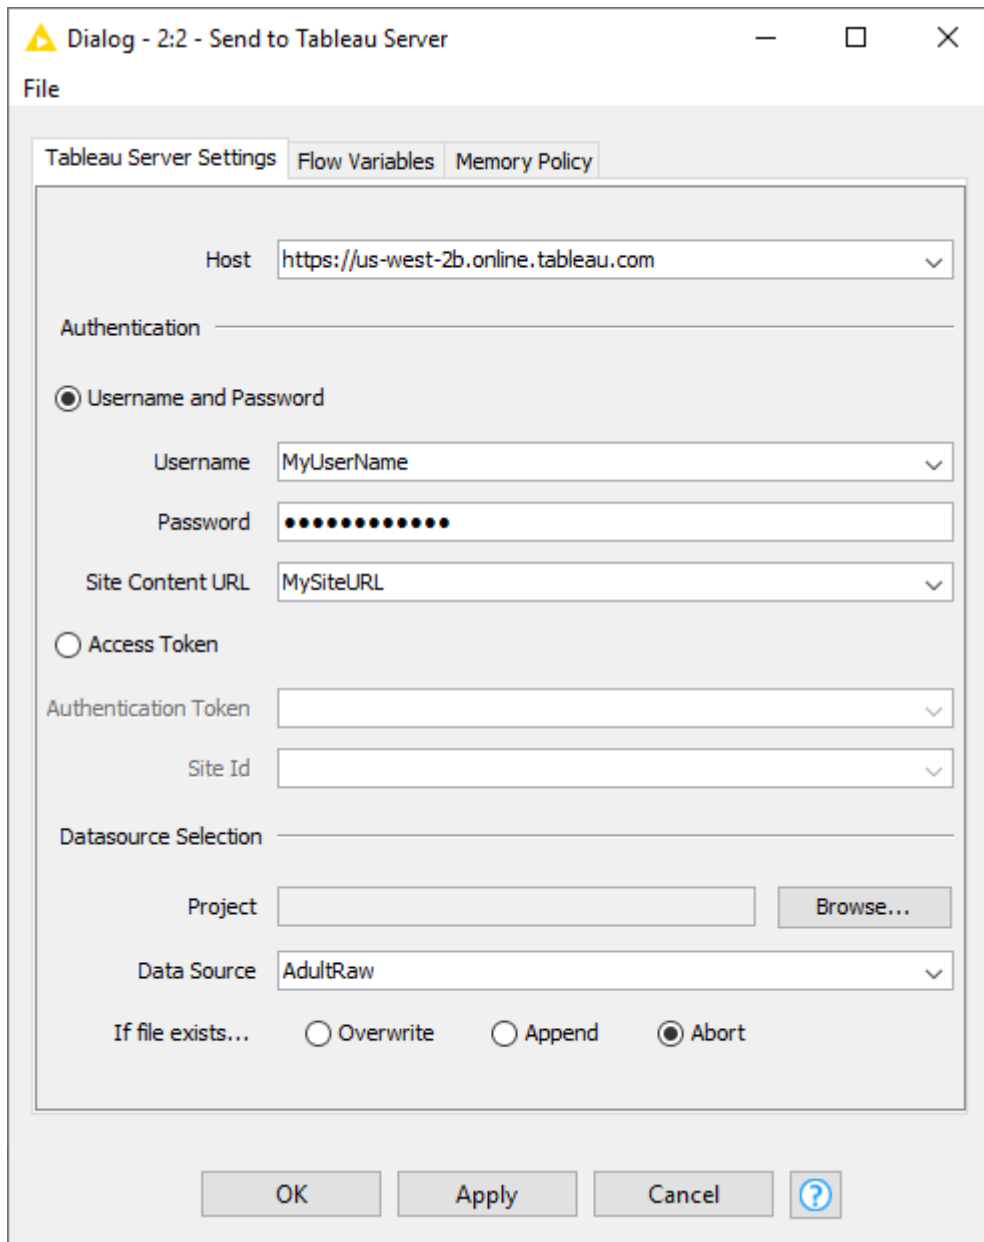 Dialog - 2:2 - Send to Tableau Server
File
Tableau Server Settings Flow Variables Memory Policy
Host https://us-west-2b.online.tableau.com
Authentication
Username and Password
Username MyUserName
Password ••••••••••••
Site Content URL MySiteURL
Access Token
Authentication Token
Site Id
Datasource Selection
Project Browse...
Data Source AdultRaw
If file exists... Overwrite Append Abort
OK Apply Cancel ?